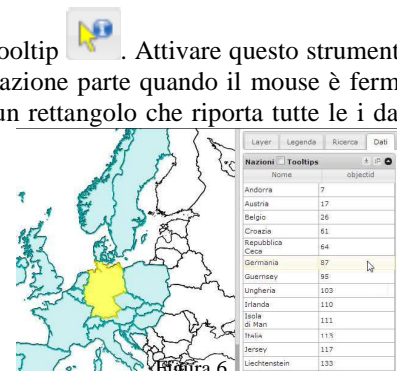 ooltip . Attivare questo strument
azione parte quando il mouse è ferm
un rettangolo che riporta tutte le i da
Layer Legenda Ricerca Dati
Nazioni Tooltips
Nome objectid
Andorra 7
Austria 17
Belgio 26
Croazia 61
Repubblica
Ceca 64
Germania 87
Guernsey 95
Ungheria 103
Irlanda 110
Isola
di Man 111
Italia 113
Jersey 117
Liechtenstein 133
Figura 6